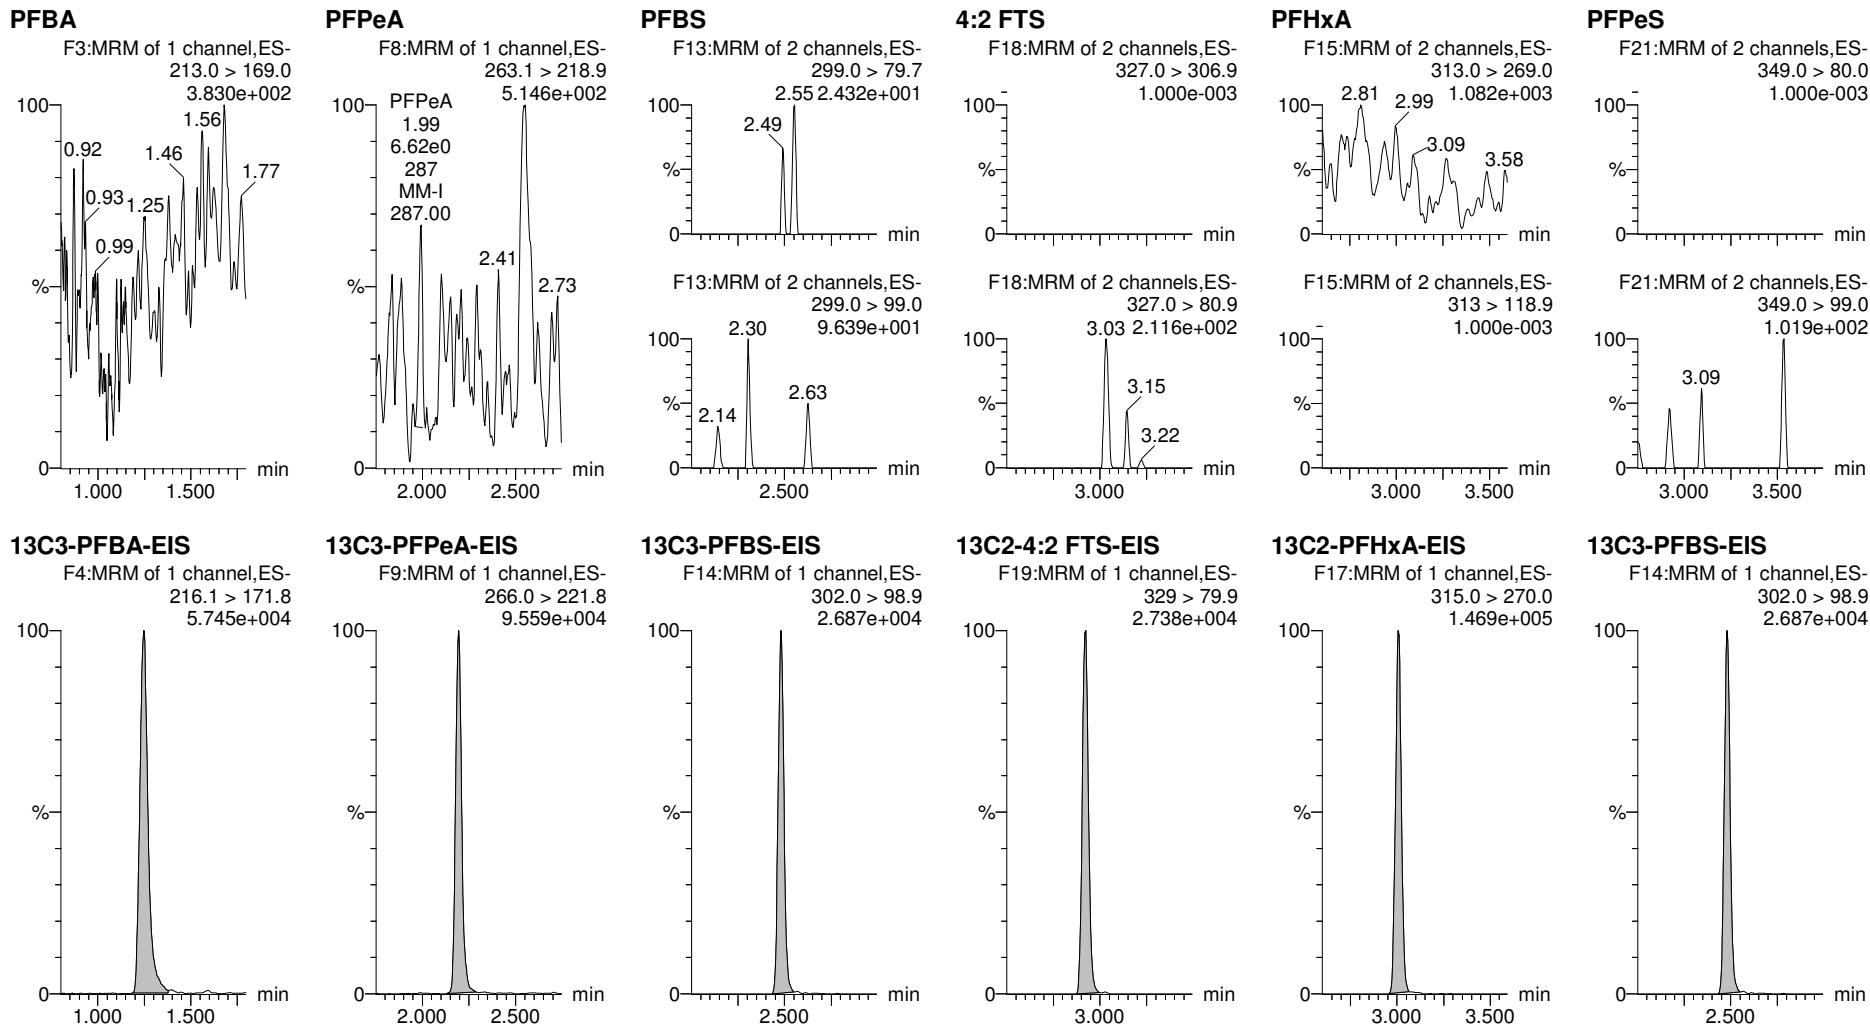 PFBA
F3:MRM of 1 channel,ES-
213.0 > 169.0
3.830e+002
100
%
0
0.92
0.93
0.99
1.25
1.46
1.56
1.77
min
1.000 1.500
PFPeA
F8:MRM of 1 channel,ES-
263.1 > 218.9
5.146e+002
100
%
0
PFPeA
1.99
6.62e0
287
MM-I
287.00
2.41
2.73
min
2.000 2.500
PFBS
F13:MRM of 2 channels,ES-
299.0 > 79.7
2.55 2.432e+001
100
%
0
2.49
min
F13:MRM of 2 channels,ES-
299.0 > 99.0
9.639e+001
100
%
0
2.14
2.30
2.63
min
2.500
4:2 FTS
F18:MRM of 2 channels,ES-
327.0 > 306.9
1.000e-003
100
%
0
min
F18:MRM of 2 channels,ES-
327.0 > 80.9
3.03 2.116e+002
100
%
0
3.15
3.22
min
3.000
PFHxA
F15:MRM of 2 channels,ES-
313.0 > 269.0
1.082e+003
100
%
0
2.81
2.99
3.09
3.58
min
F15:MRM of 2 channels,ES-
313 > 118.9
1.000e-003
100
%
0
min
3.000 3.500
PFPeS
F21:MRM of 2 channels,ES-
349.0 > 80.0
1.000e-003
100
%
0
min
F21:MRM of 2 channels,ES-
349.0 > 99.0
1.019e+002
100
%
0
3.09
min
3.000 3.500
13C3-PFBA-EIS
F4:MRM of 1 channel,ES-
216.1 > 171.8
5.745e+004
100
%
0
min
1.000 1.500
13C3-PFPeA-EIS
F9:MRM of 1 channel,ES-
266.0 > 221.8
9.559e+004
100
%
0
min
2.000 2.500
13C3-PFBS-EIS
F14:MRM of 1 channel,ES-
302.0 > 98.9
2.687e+004
100
%
0
min
2.500
13C2-4:2 FTS-EIS
F19:MRM of 1 channel,ES-
329 > 79.9
2.738e+004
100
%
0
min
3.000
13C2-PFHxA-EIS
F17:MRM of 1 channel,ES-
315.0 > 270.0
1.469e+005
100
%
0
min
3.000 3.500
13C3-PFBS-EIS
F14:MRM of 1 channel,ES-
302.0 > 98.9
2.687e+004
100
%
0
min
2.500